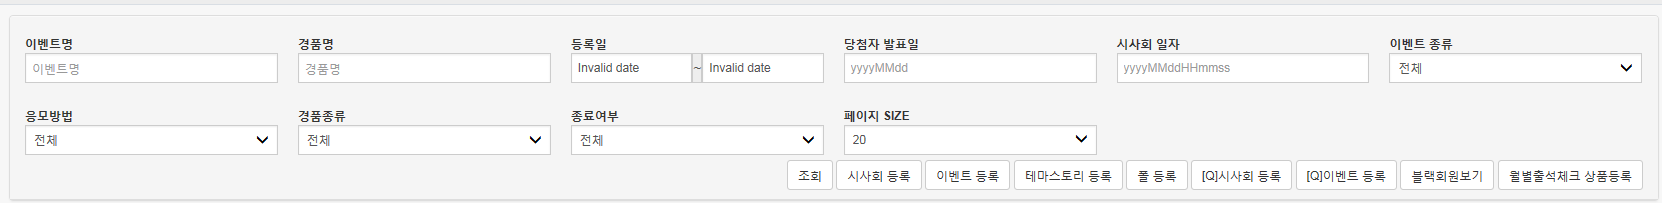 이벤트명 경품명 등록일 당첨자 발표일 시사회 일자 이벤트 종류
이벤트명 경품명 Invalid date ~ Invalid date yyyyMMdd yyyyMMddHHmmss 전체
응모방법 경품종류 종료여부 페이지 SIZE
전체 전체 전체 20
조회 시사회 등록 이벤트 등록 테마스토리 등록 폴 등록 [Q]시사회 등록 [Q]이벤트 등록 블랙회원보기 월별출석체크 상품등록